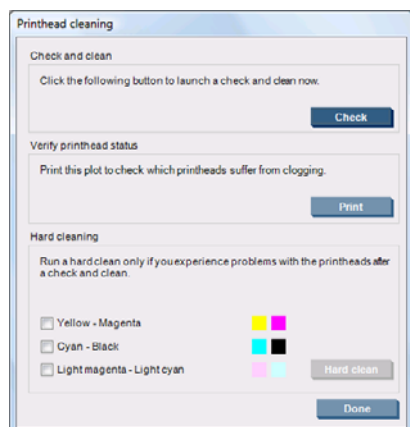 Printhead cleaning
Check and clean
Click the following button to launch a check and clean now.
Check
Verify printhead status
Print this plot to check which printheads suffer from clogging.
Print
Hard cleaning
Run a hard clean only if you experience problems with the printheads after
a check and clean.
Yellow - Magenta
Cyan - Black
Light magenta - Light cyan
Hard clean
Done